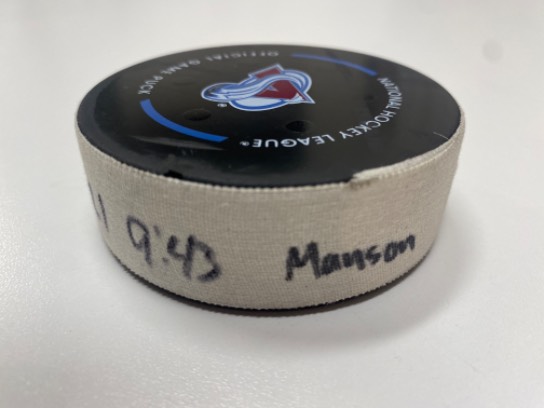 OFFICIAL GAME PUCK
NATIONAL HOCKEY LEAGUE®
9:43 Manson